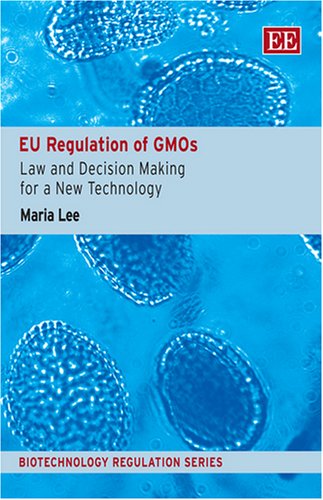 EE
EU Regulation of GMOs
Law and Decision Making
for a New Technology
Maria Lee
BIOTECHNOLOGY REGULATION SERIES